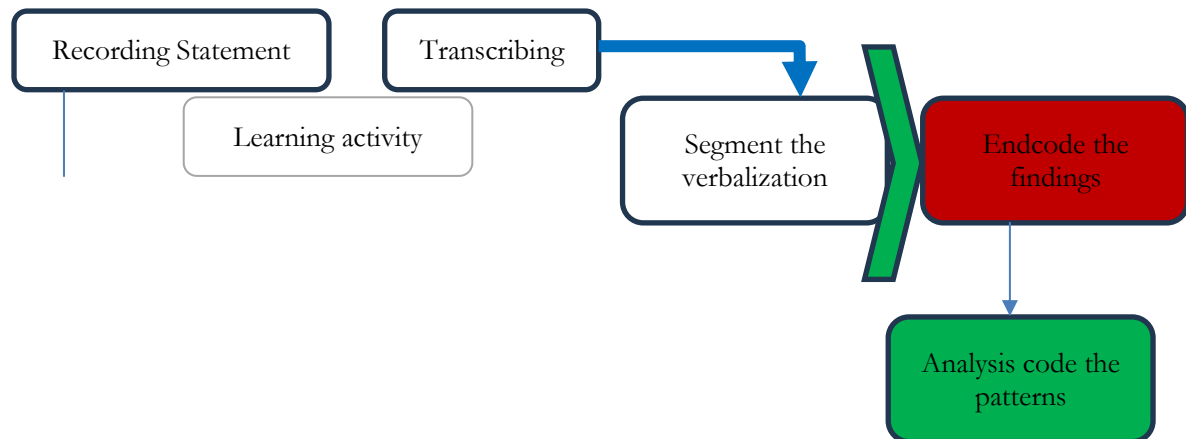 Recording Statement
Transcribing
Learning activity
Segment the
verbalization
Endcode the
findings
Analysis code the
patterns